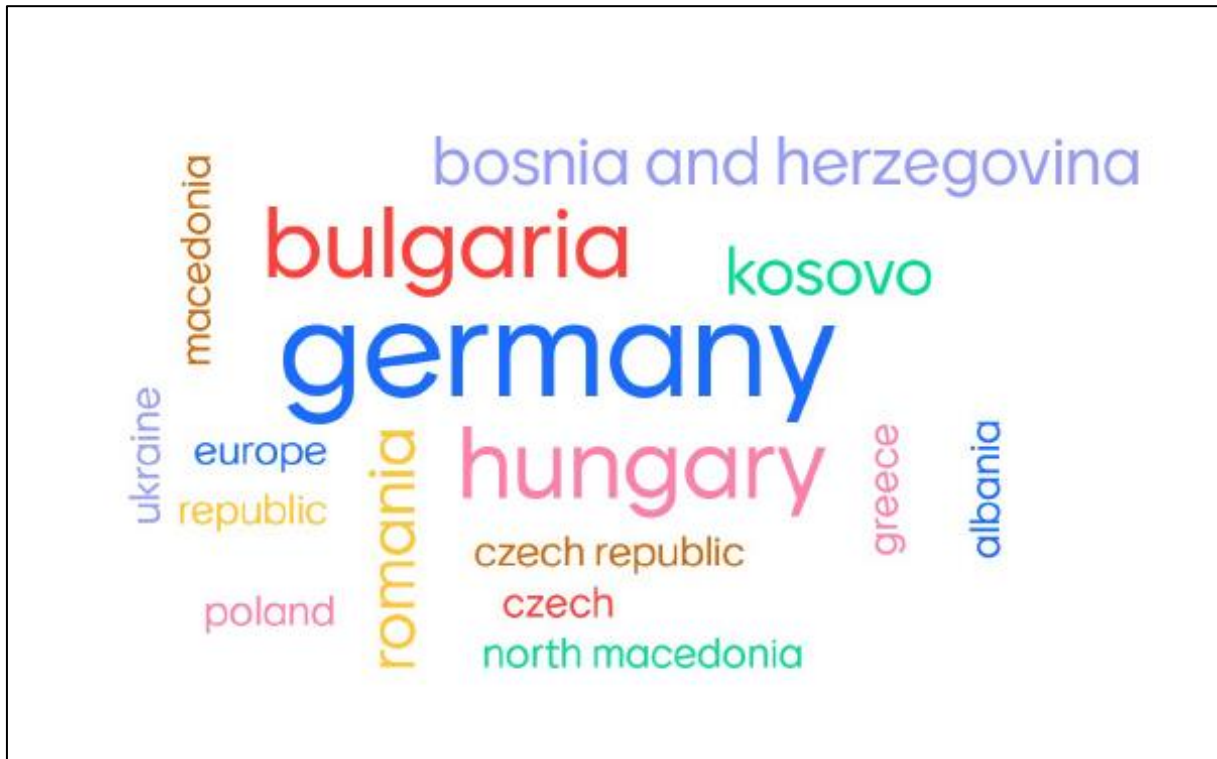 bosnia and herzegovina
macedonia
bulgaria
kosovo
germany
ukraine
europe
romania
hungary
greece
albania
republic
czech republic
poland
czech
north macedonia